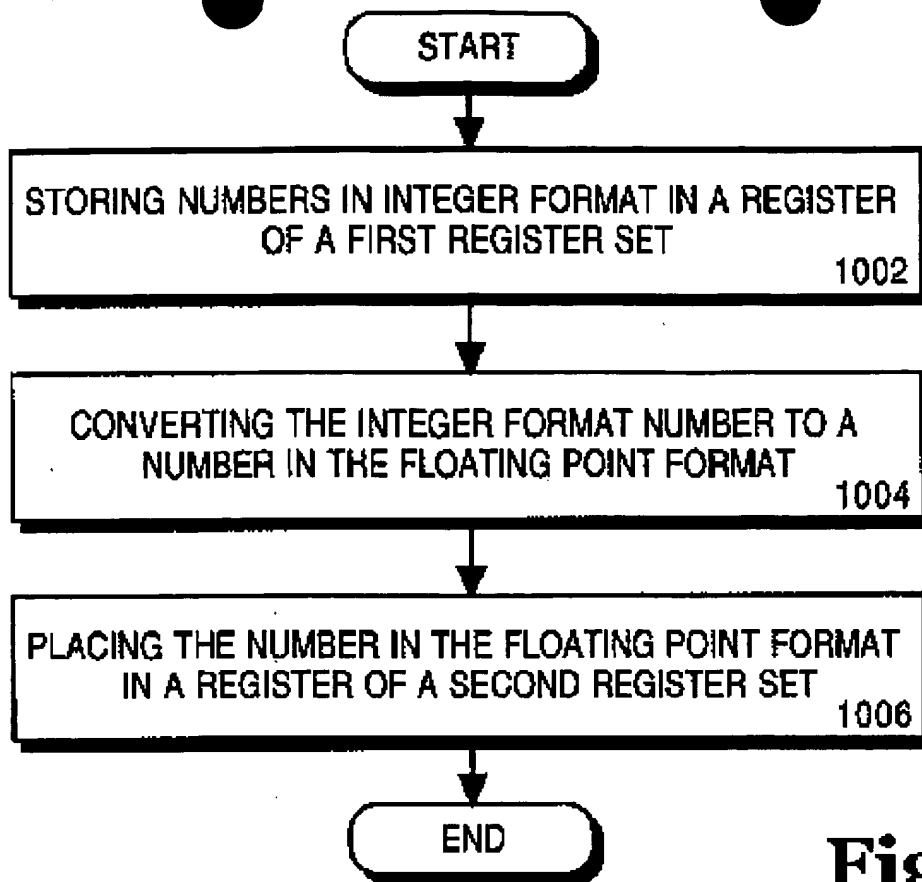 START
STORING NUMBERS IN INTEGER FORMAT IN A REGISTER
OF A FIRST REGISTER SET
1002
CONVERTING THE INTEGER FORMAT NUMBER TO A
NUMBER IN THE FLOATING POINT FORMAT
1004
PLACING THE NUMBER IN THE FLOATING POINT FORMAT
IN A REGISTER OF A SECOND REGISTER SET
1006
END
Fig